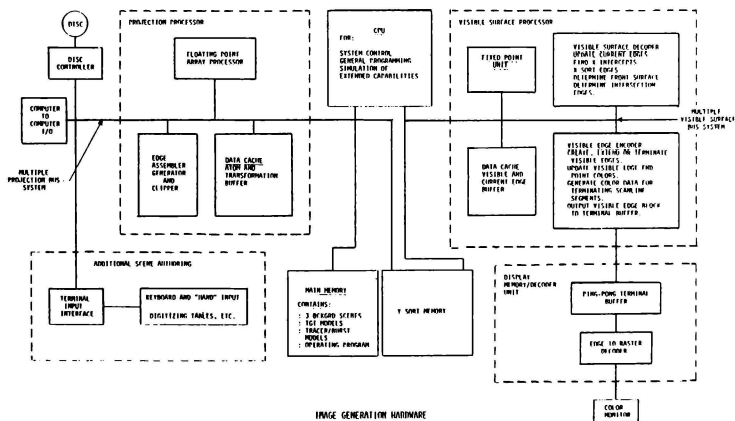 DISC
DISC
CONTROLLER
COMPUTER
TO
COMPUTER
I/O
MULTIPLE
PROJECTION BUS
SYSTEM
PROJECTION PROCESSOR
FLOATING POINT
ARRAY PROCESSOR
EDGE
ASSEMBLER
GENERATOR
AND
CLIPPER
DATA CACHE
ATOM AND
TRANSFORMATION
BUFFER
CPU
FOR:
SYSTEM CONTROL
GENERAL PROGRAMMING
SIMULATION OF
EXTENDED CAPABILITIES
VISIBLE SURFACE PROCESSOR
FIXED POINT
UNIT
VISIBLE SURFACE DECODER
UPDATE CURRENT EDGES
FIND X INTERCEPTS
X SORT EDGES
DETERMINE FRONT SURFACE
DETERMINE INTERSECTION
EDGES.
MULTIPLE
VISIBLE SURFACE
BUS SYSTEM
DATA CACHE
VISIBLE AND
CURRENT EDGE
BUFFER
VISIBLE EDGE ENCODER
CREATE, EXTEND OR TERMINATE
VISIBLE EDGES.
UPDATE VISIBLE EDGE END
POINT COLORS.
GENERATE COLOR DATA FOR
TERMINATING SCANLINE
SEGMENTS.
OUTPUT VISIBLE EDGE BLOCK
TO TERMINAL BUFFER.
ADDITIONAL SCENE AUTHORING
TERMINAL
INPUT
INTERFACE
KEYBOARD AND "HAND" INPUT
DIGITIZING TABLES, ETC.
MAIN MEMORY
CONTAINS:
: 3 BCKGRD SCENES
: TGT MODELS
: TRACER/BURST
MODELS
: OPERATING PROGRAM
Y SORT MEMORY
DISPLAY
MEMORY/DECODER
UNIT
PING-PONG TERMINAL
BUFFER
EDGE TO RASTER
DECODER
COLOR
MONITOR
IMAGE GENERATION HARDWARE